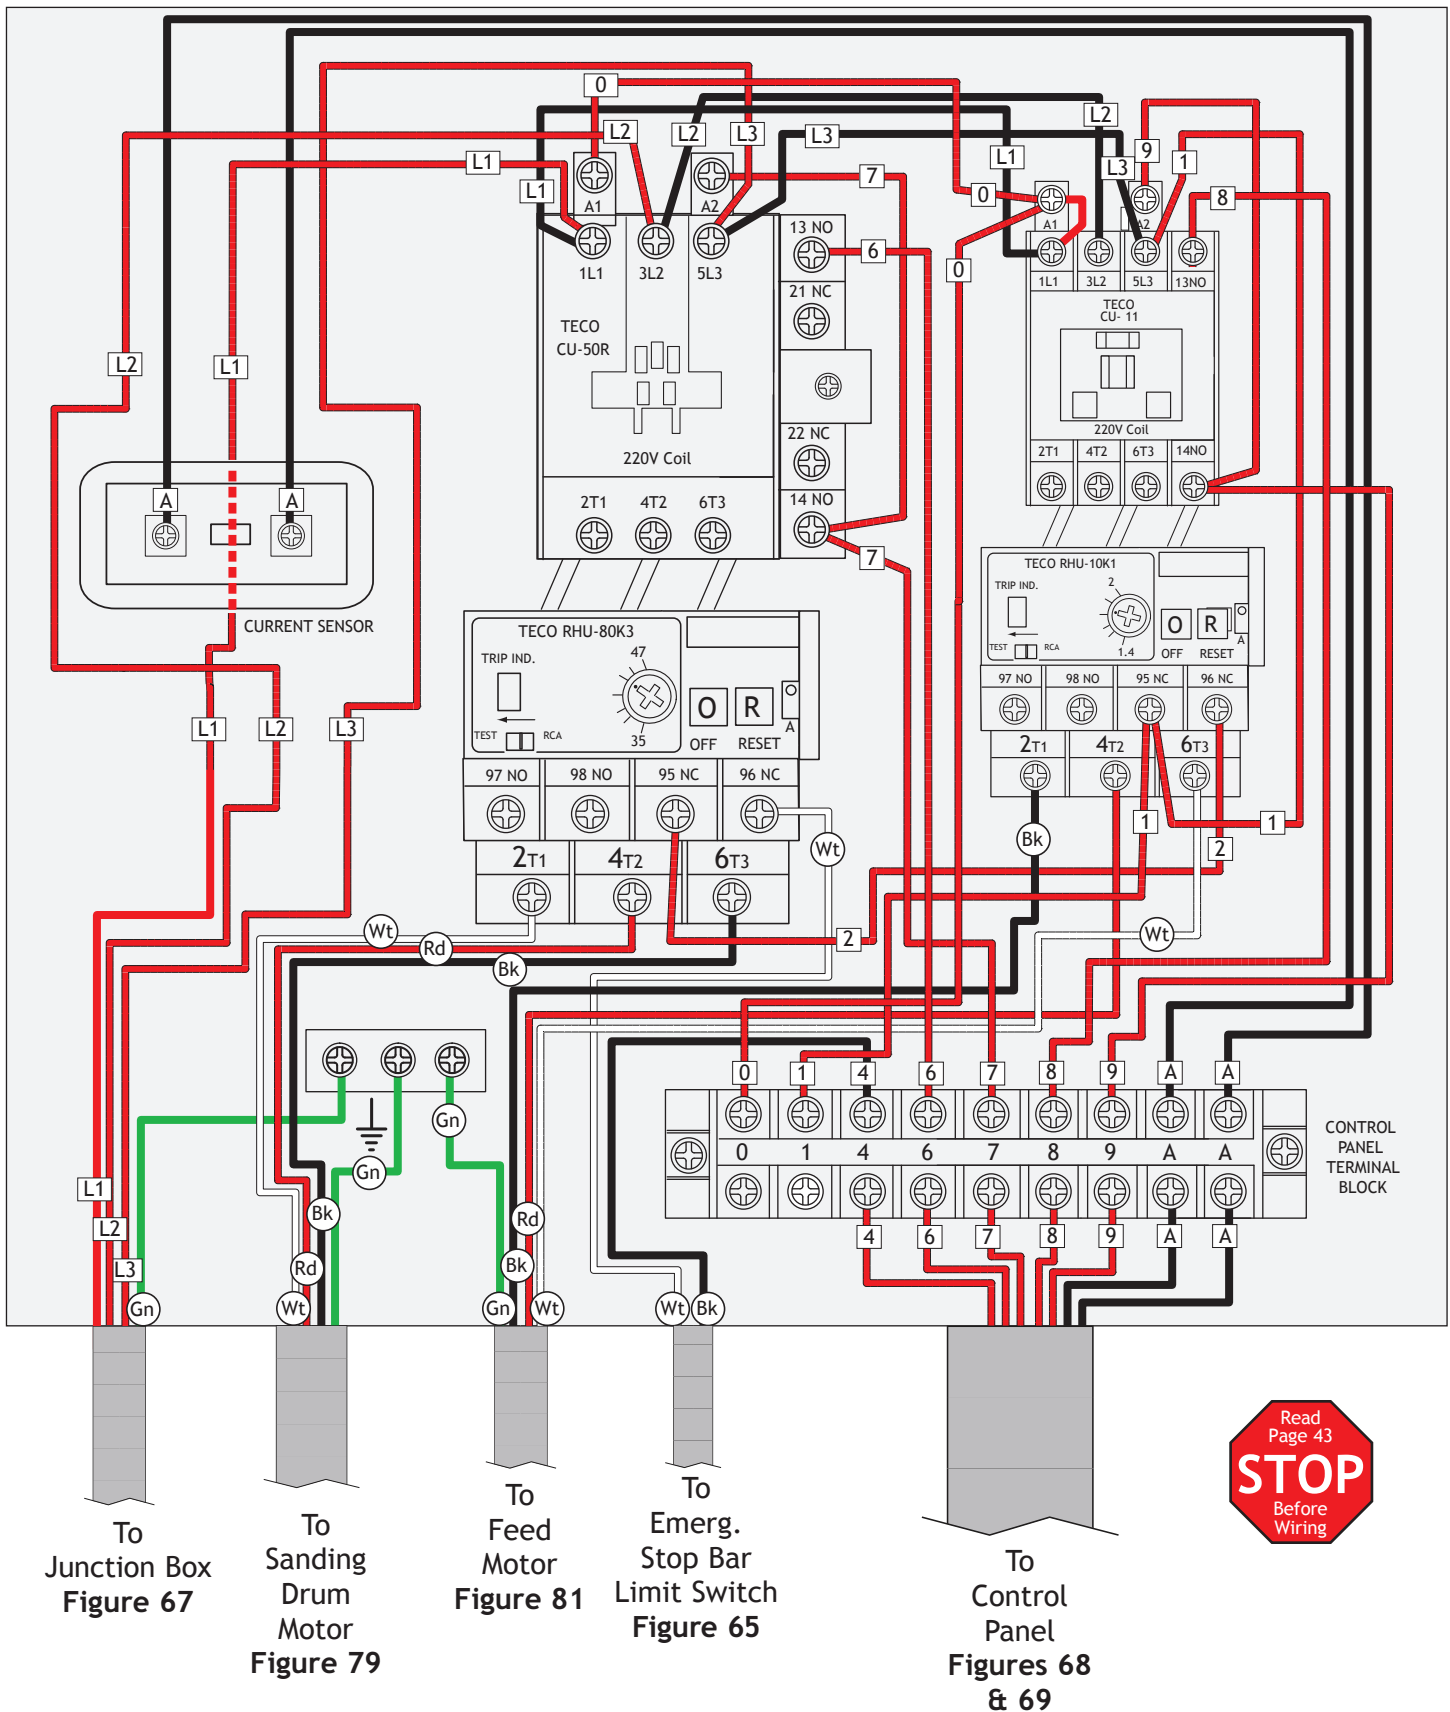 0
L2
L2
L3
L3
L2
9
1
L1
L1
L3
L1
7
0
8
A1
A2
A1
A2
13 NO
6
0
1L1
3L2
5L3
1L1
3L2
5L3
13NO
21 NC
TECO
CU-50R
TECO
CU- 11
L2
L1
22 NC
220V Coil
220V Coil
2T1
4T2
6T3
14NO
A
A
14 NO
2T1
4T2
6T3
7
CURRENT SENSOR
TECO RHU-80K3
TRIP IND.
47
35
TEST
RCA
O
R
OFF
RESET
A
TECO RHU-10K1
TRIP IND.
2
1.4
TEST
RCA
O
R
OFF
RESET
A
97 NO
98 NO
95 NC
96 NC
2T1
4T2
6T3
L1
L2
L3
97 NO
98 NO
95 NC
96 NC
2T1
4T2
6T3
Wt
Bk
1
1
2
Wt
Rd
Bk
2
Wt
0
1
4
6
7
8
9
A
A
Gn
Gn
0
1
4
6
7
8
9
A
A
CONTROL
PANEL
TERMINAL
BLOCK
L1
L2
L3
Gn
Bk
Rd
Wt
Rd
Bk
Gn
Wt
Wt
Bk
4
6
7
8
9
A
A
To
Junction Box
Figure 67
To
Sanding
Drum
Motor
Figure 79
To
Feed
Motor
Figure 81
To
Emerg.
Stop Bar
Limit Switch
Figure 65
To
Control
Panel
Figures 68
& 69
Read
Page 43
STOP
Before
Wiring